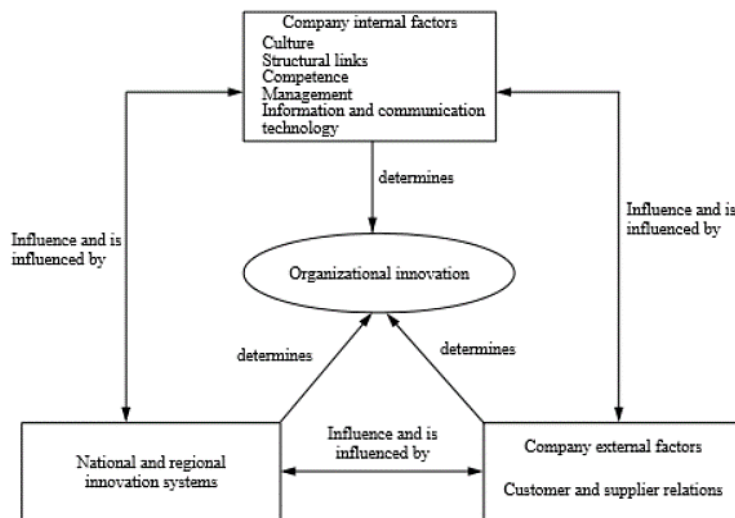 Company internal factors
Culture
Structural links
Competence
Management
Information and communication
technology
determines
Influence and is
influenced by
Influence and is
influenced by
Organizational innovation
determines
determines
National and regional
innovation systems
Influence and is
influenced by
Company external factors
Customer and supplier relations